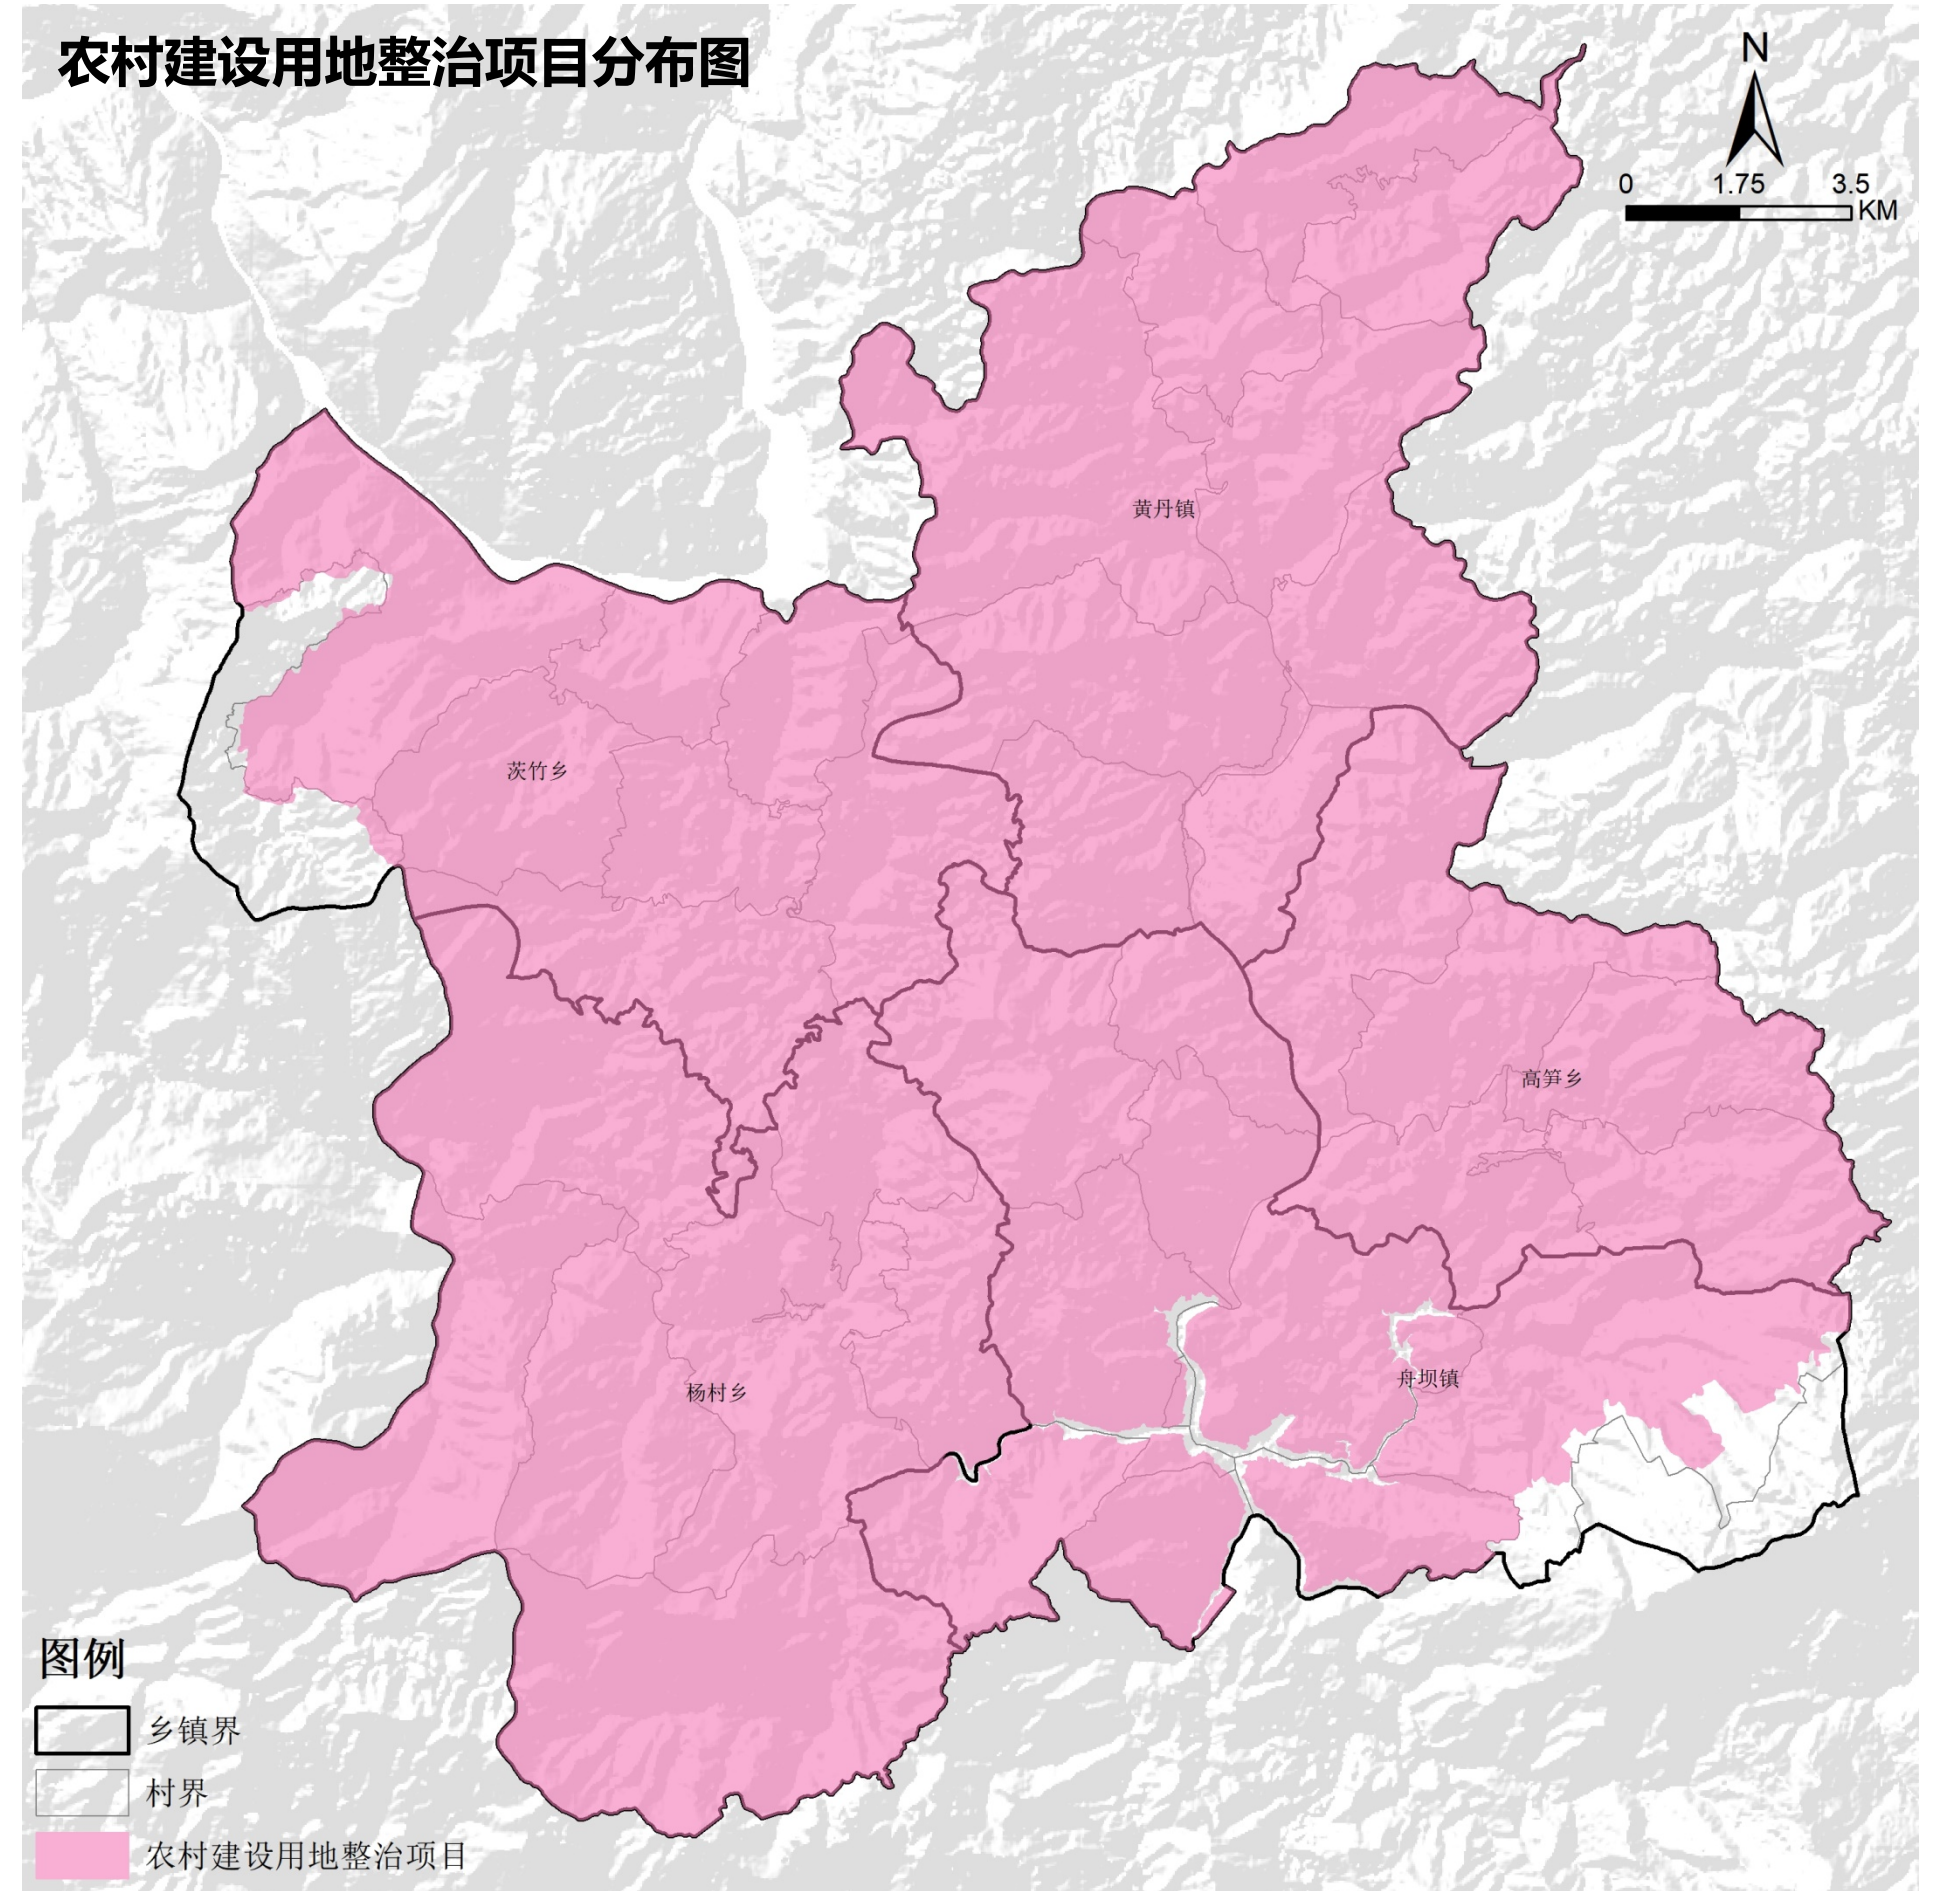 农村建设用地整治项目分布图
N
0 1.75 3.5
KM
黄丹镇
茨竹乡
高笋乡
舟坝镇
杨村乡
图例
乡镇界
村界
农村建设用地整治项目